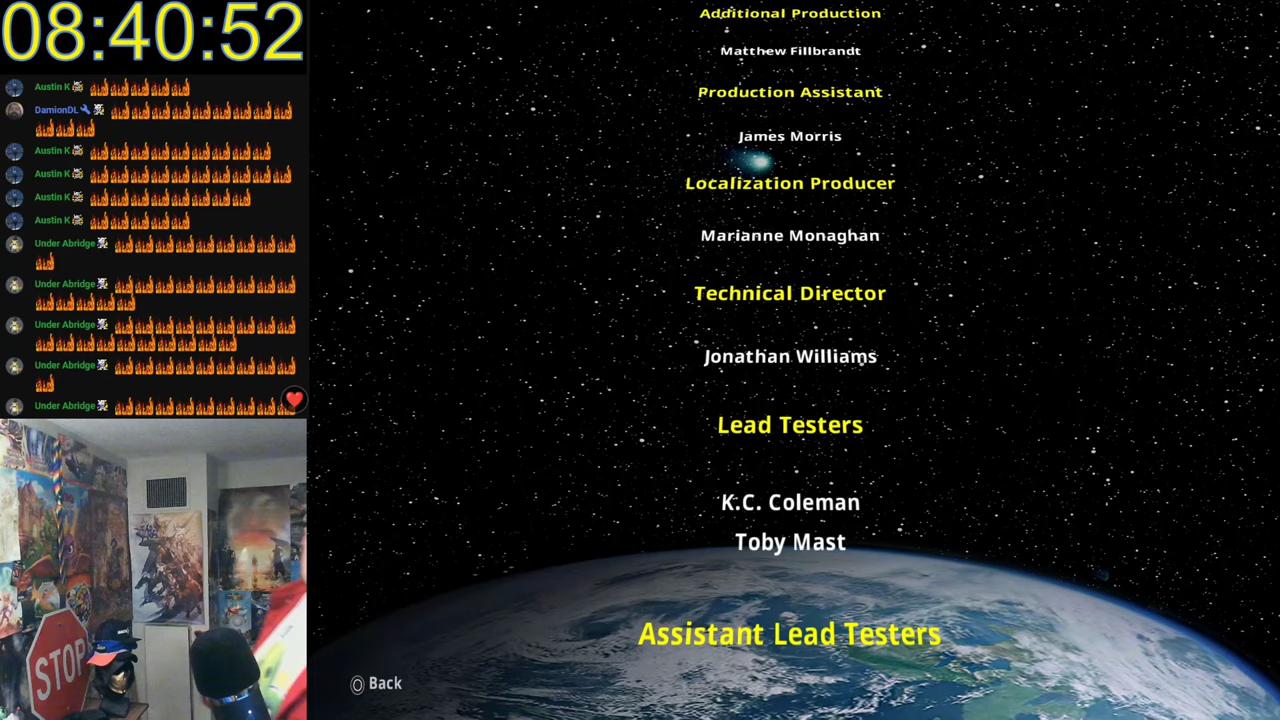 08:40:52
Austin K
DamionDL
Austin K
Austin K
Austin K
Austin K
Under Abridge
Under Abridge
Under Abridge
Under Abridge
Under Abridge
STOP
Additional Production
Matthew Fillbrandt
Production Assistant
James Morris
Localization Producer
Marianne Monaghan
Technical Director
Jonathan Williams
Lead Testers
K.C. Coleman
Toby Mast
Assistant Lead Testers
Back